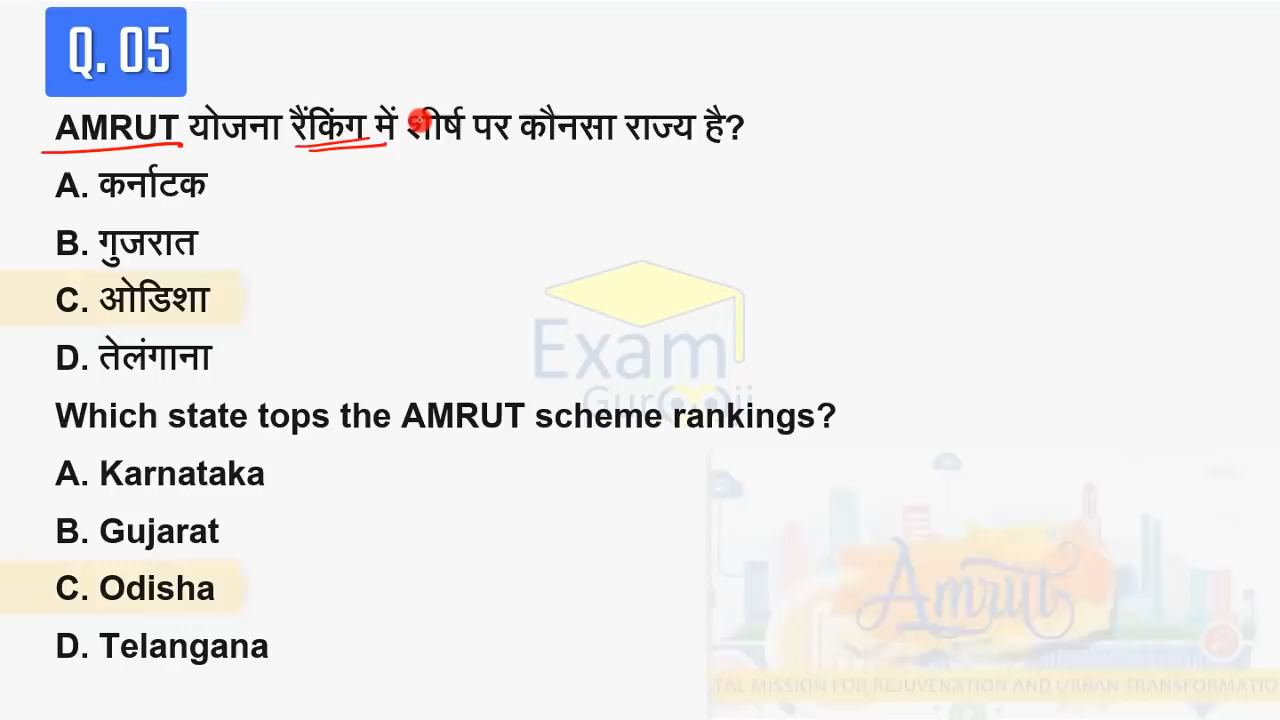 Q. 05
AMRUT योजना रैंकिंग में शीर्ष पर कौनसा राज्य है?
A. कर्नाटक
B. गुजरात
C. ओडिशा
D. तेलंगाना
Exam
Gurooji
Which state tops the AMRUT scheme rankings?
A. Karnataka
B. Gujarat
C. Odisha
Amrut
D. Telangana
TAL MISSION FOR REJUVENATION AND URBAN TRANSFORMATIO